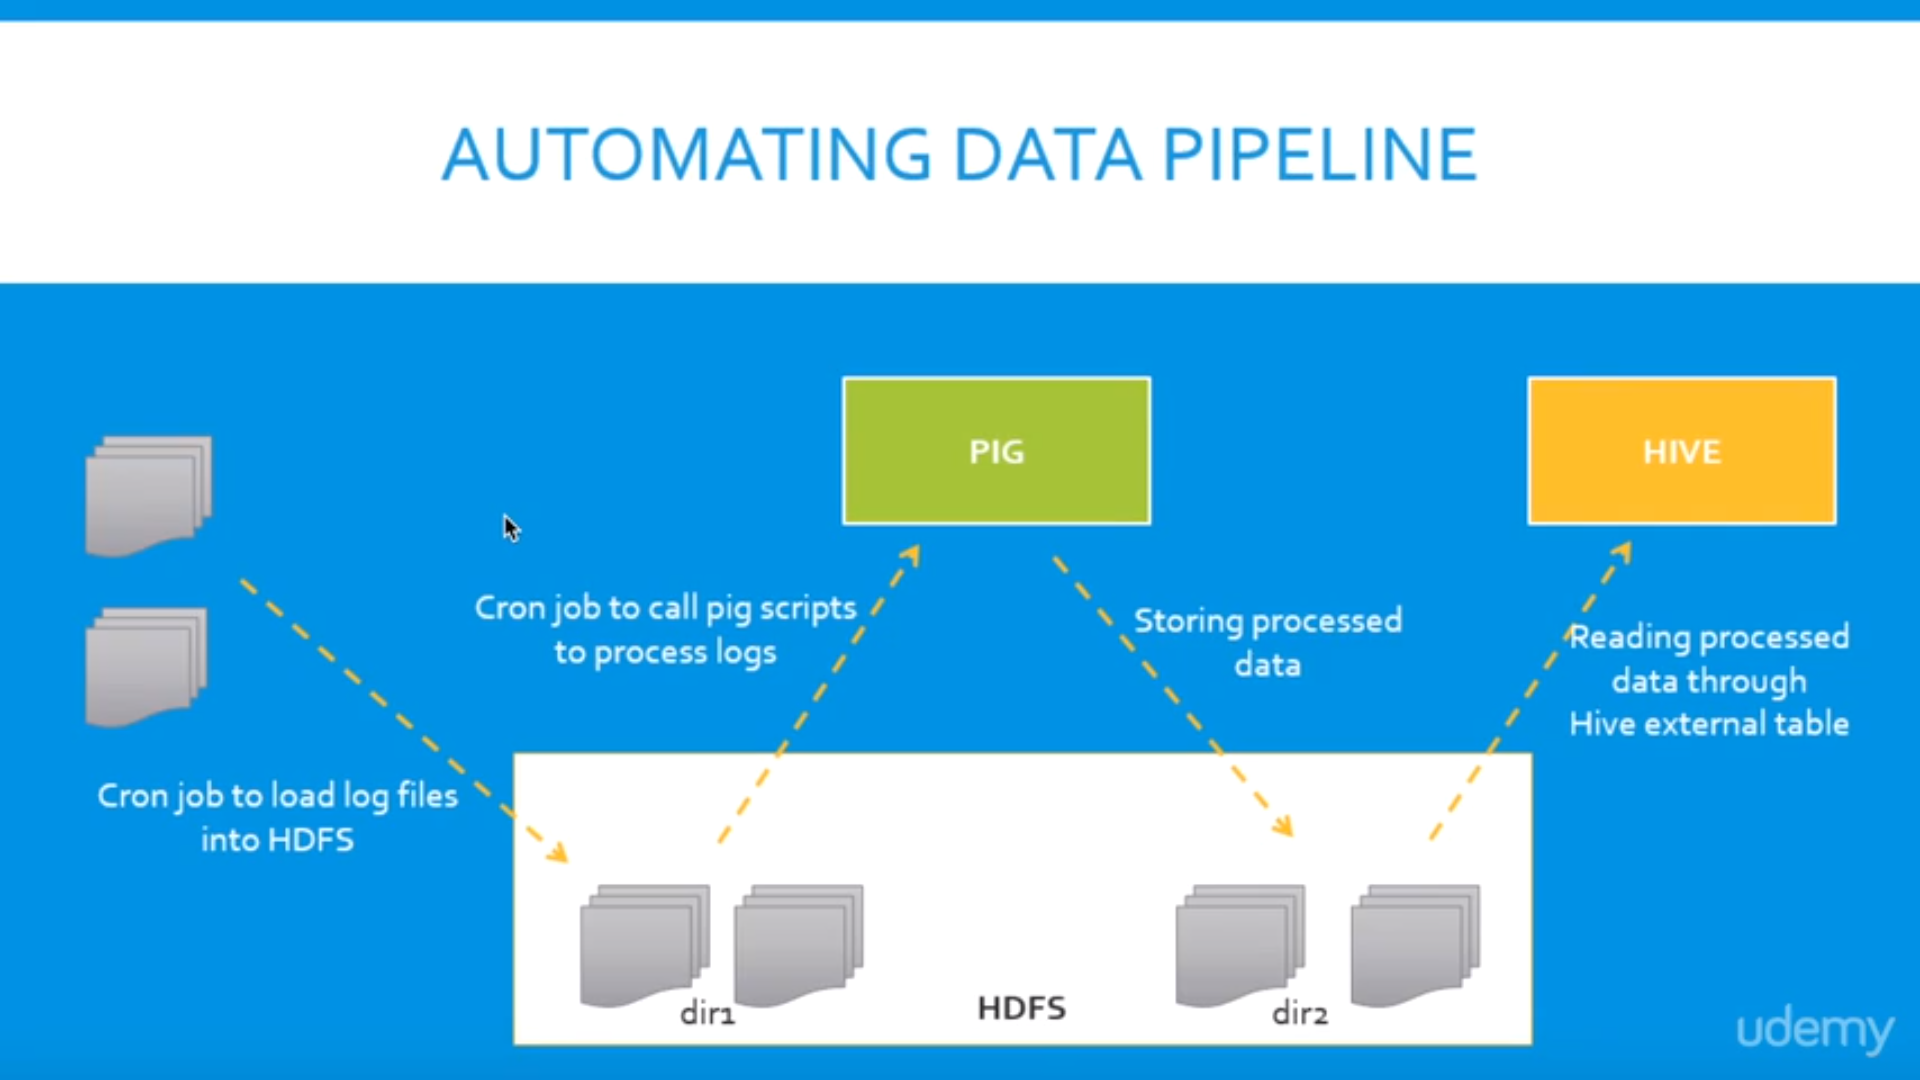 AUTOMATING DATA PIPELINE
PIG
HIVE
Cron job to call pig scripts
to process logs
Storing processed
data
Reading processed
data through
Hive external table
Cron job to load log files
into HDFS
dir1
HDFS
dir2
udemy